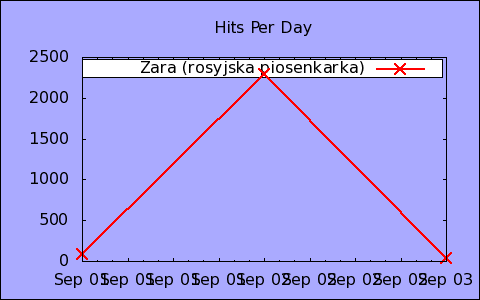 Hits Per Day
2500
Zara (rosyjska piosenkarka)
2000
1500
1000
500
0
Sep 01 Sep 01 Sep 01 Sep 01 Sep 02 Sep 02 Sep 02 Sep 02 Sep 03